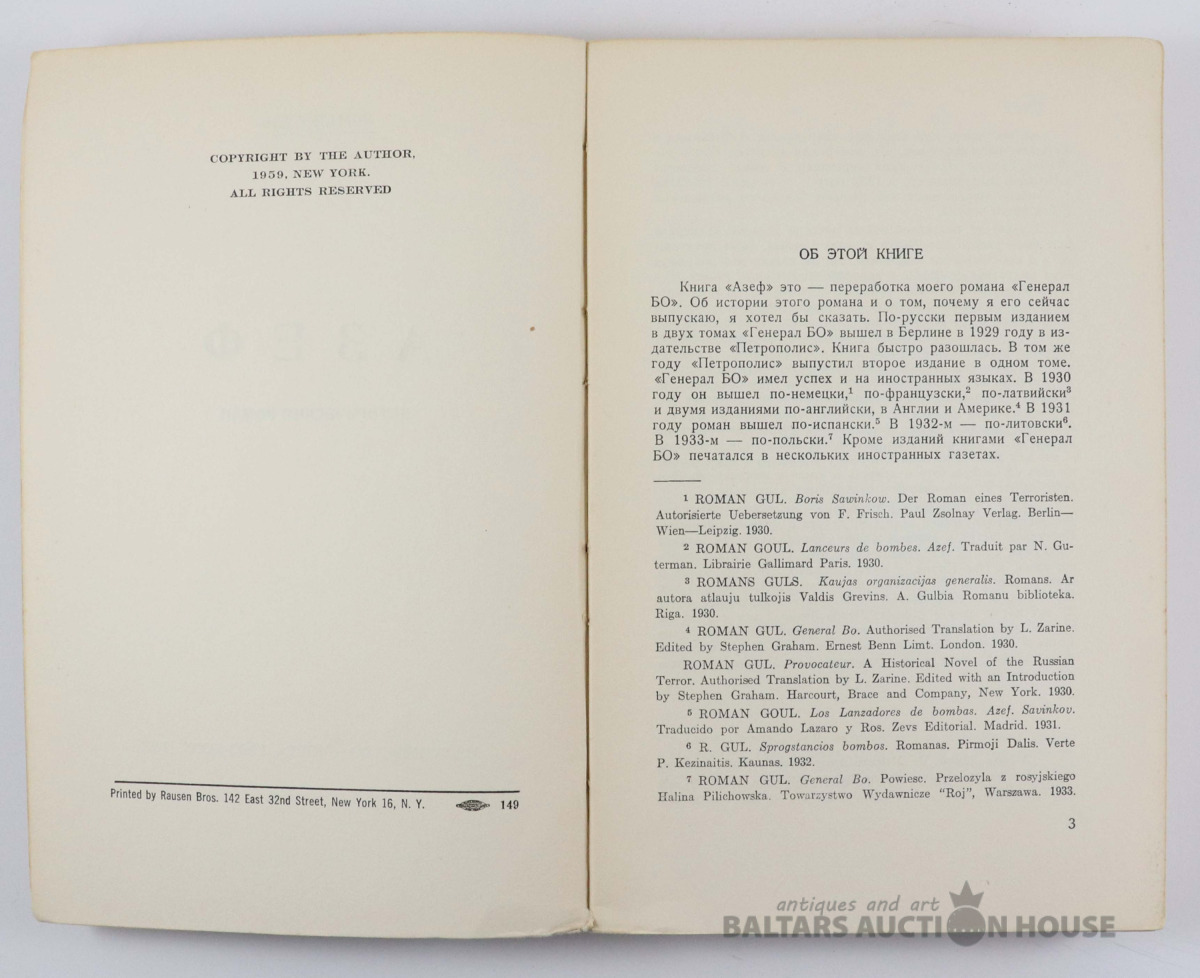 COPYRIGHT BY THE AUTHOR,
1959, NEW YORK.
ALL RIGHTS RESERVED
Printed by Rausen Bros. 142 East 32nd Street, New York 16, N. Y.
149
ОБ ЭТОЙ КНИГЕ
Книга «Азеф» это — переработка моего романа «Генерал
БО». Об истории этого романа и о том, почему я его сейчас
выпускаю, я хотел бы сказать. По-русски первым изданием
в двух томах «Генерал БО» вышел в Берлине в 1929 году в из-
дательстве «Петрополис». Книга быстро разошлась. В том же
году «Петрополис» выпустил второе издание в одном томе.
«Генерал БО» имел успех и на иностранных языках. В 1930
году он вышел по-немецки,¹ по-французски,² по-латвийски³
и двумя изданиями по-английски, в Англии и Америке.⁴ В 1931
году роман вышел по-испански.⁵ В 1932-м — по-литовски⁶.
В 1933-м — по-польски.⁷ Кроме изданий книгами «Генерал
БО» печатался в нескольких иностранных газетах.
¹ ROMAN GUL. Boris Sawinkow. Der Roman eines Terroristen.
Autorisierte Uebersetzung von F. Frisch. Paul Zsolnay Verlag. Berlin—
Wien—Leipzig. 1930.
² ROMAN GOUL. Lanceurs de bombes. Azef. Traduit par N. Gu-
terman. Librairie Gallimard Paris. 1930.
³ ROMANS GULS. Kaujas organizacijas generalis. Romans. Ar
autora atlauju tulkojis Valdis Grevins. A. Gulbia Romanu biblioteka.
Riga. 1930.
⁴ ROMAN GUL. General Bo. Authorised Translation by L. Zarine.
Edited by Stephen Graham. Ernest Benn Limt. London. 1930.
ROMAN GUL. Provocateur. A Historical Novel of the Russian
Terror. Authorised Translation by L. Zarine. Edited with an Introduction
by Stephen Graham. Harcourt, Brace and Company, New York. 1930.
⁵ ROMAN GOUL. Los Lanzadores de bombas. Azef. Savinkov.
Traducido por Amando Lazaro y Ros. Zevs Editorial. Madrid. 1931.
⁶ R. GUL. Sprogstancios bombos. Romanas. Pirmoji Dalis. Verte
P. Kezinaitis. Kaunas. 1932.
⁷ ROMAN GUL. General Bo. Powiesc. Przelozyla z rosyjskiego
Halina Pilichowska. Towarzystwo Wydawnicze "Roj", Warszawa. 1933.
3
antiques and art
BALTARS AUCTION HOUSE